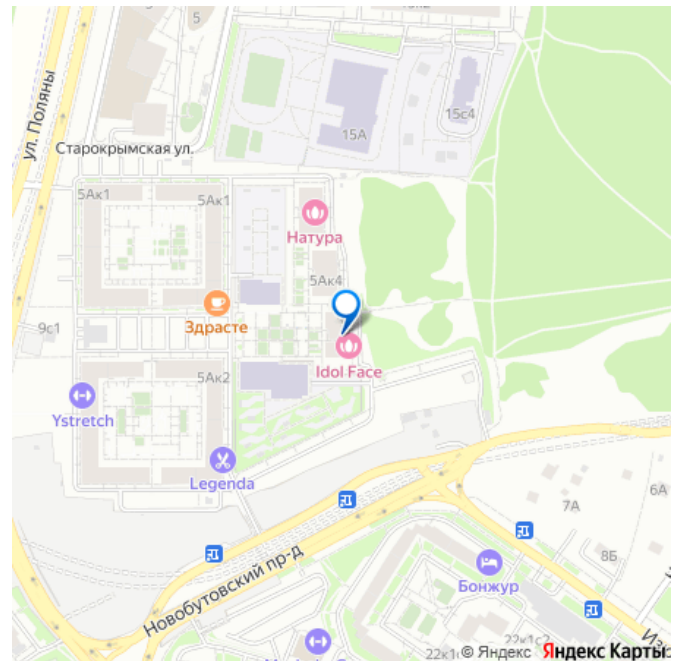 5
15А
15с4
ул. Поляны
Старокрымская ул.
5Ак1
5Ак1
Натура
5Ак4
Здрасте
9с1
Idol Face
5Ак2
Ystretch
Legenda
6А
7А
8Б
Новобутовский пр-д
Бонжур
22к1с2
© Яндекс Яндекс Карты